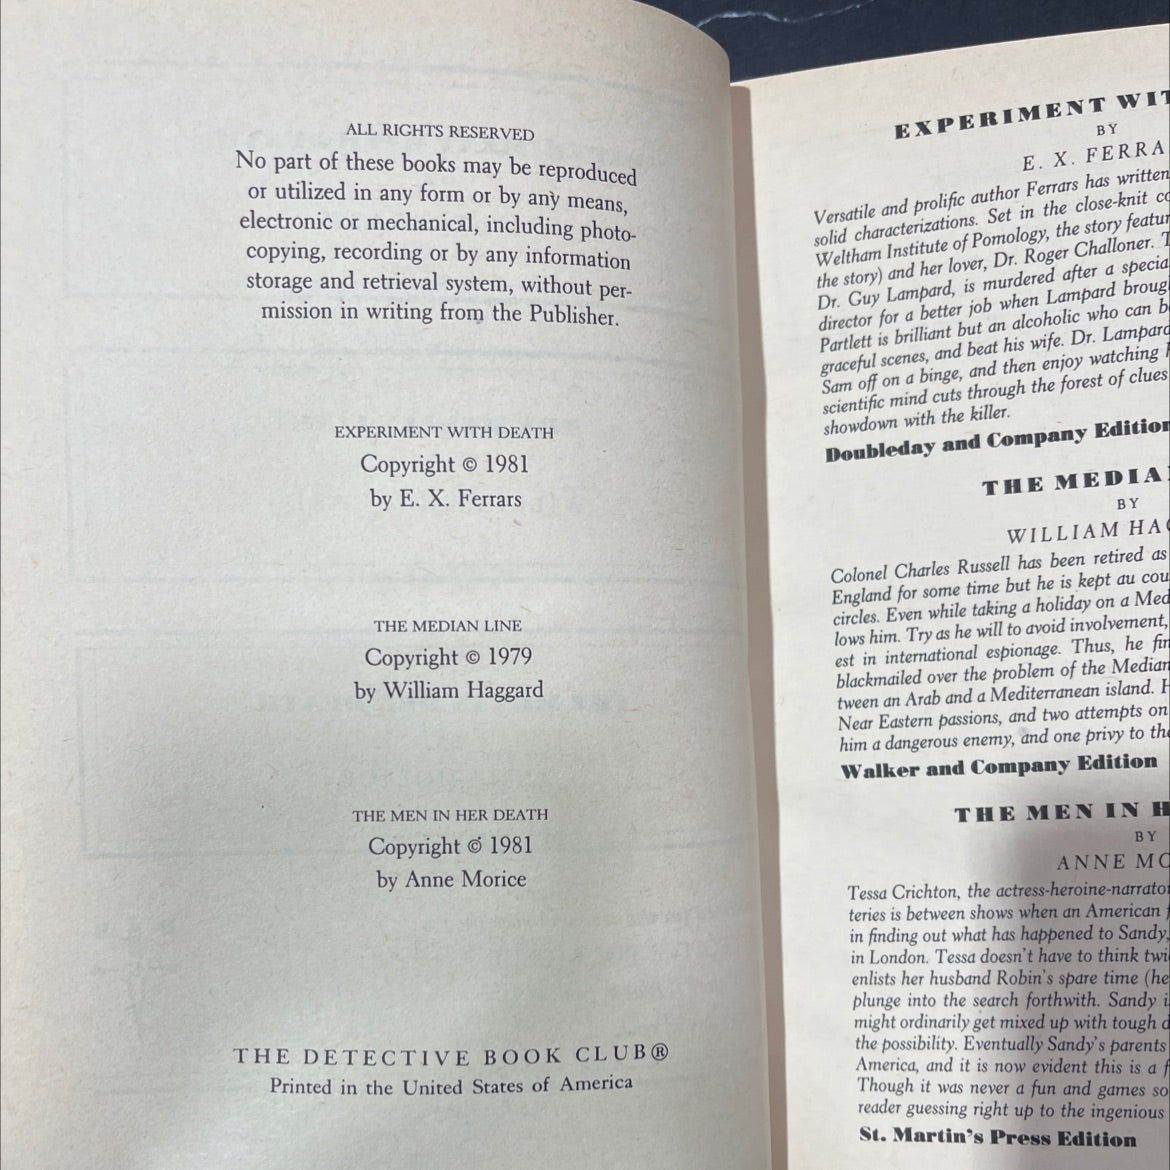 ALL RIGHTS RESERVED
No part of these books may be reproduced
or utilized in any form or by any means,
electronic or mechanical, including photo-
copying, recording or by any information
storage and retrieval system, without per-
mission in writing from the Publisher.
EXPERIMENT WITH DEATH
Copyright © 1981
by E. X. Ferrars
THE MEDIAN LINE
Copyright © 1979
by William Haggard
THE MEN IN HER DEATH
Copyright © 1981
by Anne Morice
THE DETECTIVE BOOK CLUB®
Printed in the United States of America
EXPERIMENT WIT
BY
E. X. FERRA
Versatile and prolific author Ferrars has written
solid characterizations. Set in the close-knit co
Weltham Institute of Pomology, the story featur
the story) and her lover, Dr. Roger Challoner. T
Dr. Guy Lampard, is murdered after a specia
director for a better job when Lampard broug
Partlett is brilliant but an alcoholic who can b
graceful scenes, and beat his wife. Dr. Lampard
Sam off on a binge, and then enjoy watching h
scientific mind cuts through the forest of clues
showdown with the killer.
Doubleday and Company Edition
THE MEDIA
BY
WILLIAM HAG
Colonel Charles Russell has been retired as
England for some time but he is kept au cou
circles. Even while taking a holiday on a Med
lows him. Try as he will to avoid involvement,
est in international espionage. Thus, he fin
blackmailed over the problem of the Median
tween an Arab and a Mediterranean island. H
Near Eastern passions, and two attempts on
him a dangerous enemy, and one privy to the
Walker and Company Edition
THE MEN IN H
BY
ANNE MO
Tessa Crichton, the actress-heroine-narrator
teries is between shows when an American f
in finding out what has happened to Sandy,
in London. Tessa doesn't have to think twi
enlists her husband Robin's spare time (he
plunge into the search forthwith. Sandy i
might ordinarily get mixed up with tough d
the possibility. Eventually Sandy's parents
America, and it is now evident this is a f
Though it was never a fun and games so
reader guessing right up to the ingenious
St. Martin's Press Edition